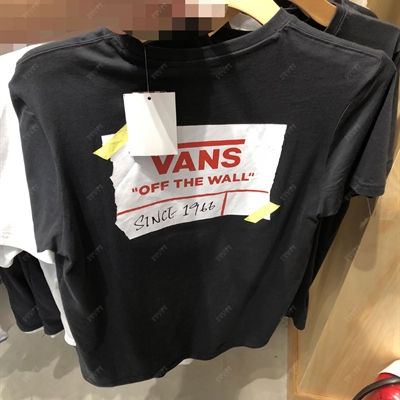 VANS
"OFF THE WALL"
SINCE 1966